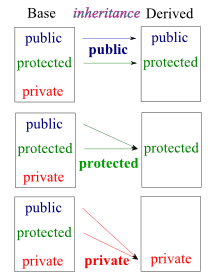 Base inheritance Derived
public public
public
protected protected
private
public
protected protected
protected
private
public
protected
private private private